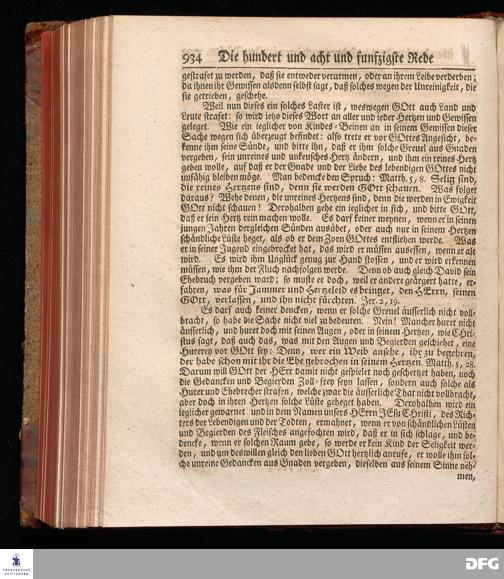 934 Die hundert und acht und funfzigste Rede
gestrafet zu werden, daß sie entweder verarmen, oder an ihrem Leibe verderben;
da ihnen ihr Gewissen alsdenn selbst sagt, daß solches wegen der Unreinigkeit, die
sie getrieben, geschehe.
Weil nun dieses ein solches Laster ist, weswegen GOtt auch Land und
Leute strafet: so wird ietzo dieses Wort an aller und ieder Hertzen und Gewissen
geleget. Wie ein ieglicher von Kindes-Beinen an in seinem Gewissen dieser
Sache wegen sich überzeugt befindet: also trete er vor GOttes Angesicht, be-
kenne ihm seine Sünde, und bitte ihn, daß er ihm solche Greuel aus Gnaden
vergeben, sein unreines und unkeusches Hertz ändern, und ihm ein reines Hertz
geben wolle, auf daß er der Gnade und der Liebe des lebendigen GOttes nicht
unfähig bleiben möge. Man bedencke den Spruch: Matth. 5, 8. Selig sind,
die reines Hertzens sind, denn sie werden GOtt schauen. Was folget
daraus? Wehe denen, die unreines Hertzens sind, denn die werden in Ewigkeit
GOtt nicht schauen! Derohalben gehe ein ieglicher in sich, und bitte GOtt,
daß er sein Hertz rein machen wolle. Es darf keiner meynen, wenn er in seinen
jungen Jahren dergleichen Sünden ausübet, oder auch nur in seinem Hertzen
schändliche Lüste heget, als ob er dem Zorn GOttes entfliehen werde. Was
er in seiner Jugend eingebrocket hat, das wird er müssen ausessen, wenn er alt
wird. Es wird ihm Unglück genug zur Hand stossen, und er wird erkennen
müssen, wie ihm der Fluch nachfolgen werde. Denn ob auch gleich David sein
Ehebruch vergeben ward; so muste er doch, weil er andere geärgert hatte, er-
fahren, was für Jammer und Hertzeleid es bringet, den HErrn, seinen
GOtt, verlassen, und ihn nicht fürchten. Jer. 2, 19.
Es darf auch keiner dencken, wenn er solche Greuel äusserlich nicht voll-
bracht, so habe die Sache nicht viel zu bedeuten. Nein! Mancher huret nicht
äusserlich, und huret doch mit seinen Augen, oder in seinem Hertzen, wie Chri-
stus sagt, daß auch das, was mit den Augen und Begierden geschiehet, eine
Hurerey vor GOtt sey: Denn, wer ein Weib ansiehe, ihr zu begehren,
der habe schon mit ihr die Ehe gebrochen in seinem Hertzen. Matth. 5, 28.
Darum will GOtt der HErr damit nicht gespielet noch geschertzet haben, noch
die Gedancken und Begierden Zoll-frey seyn lassen, sondern auch solche als
Hurer und Ehebrecher strafen, welche zwar die äusserliche That nicht vollbracht,
aber doch in ihren Hertzen solche Lüste geheget haben. Derohalben wird ein
ieglicher gewarnet und in dem Namen unsers HErrn JEsu Christi, des Rich-
ters der Lebendigen und der Todten, ermahnet, wenn er von schändlichen Lüsten
und Begierden des Fleisches angefochten wird, daß er in sich schlage, und be-
dencke, wenn er solchen Raum gebe, so werde er kein Kind der Seligkeit wer-
den, und um deswillen gleich den lieben GOtt hertzlich anrufe, er wolle ihm sol-
che unreine Gedancken aus Gnaden vergeben, dieselben aus seinem Sinne neh-
men,
FRANCKESCHE STIFTUNGEN
DFG